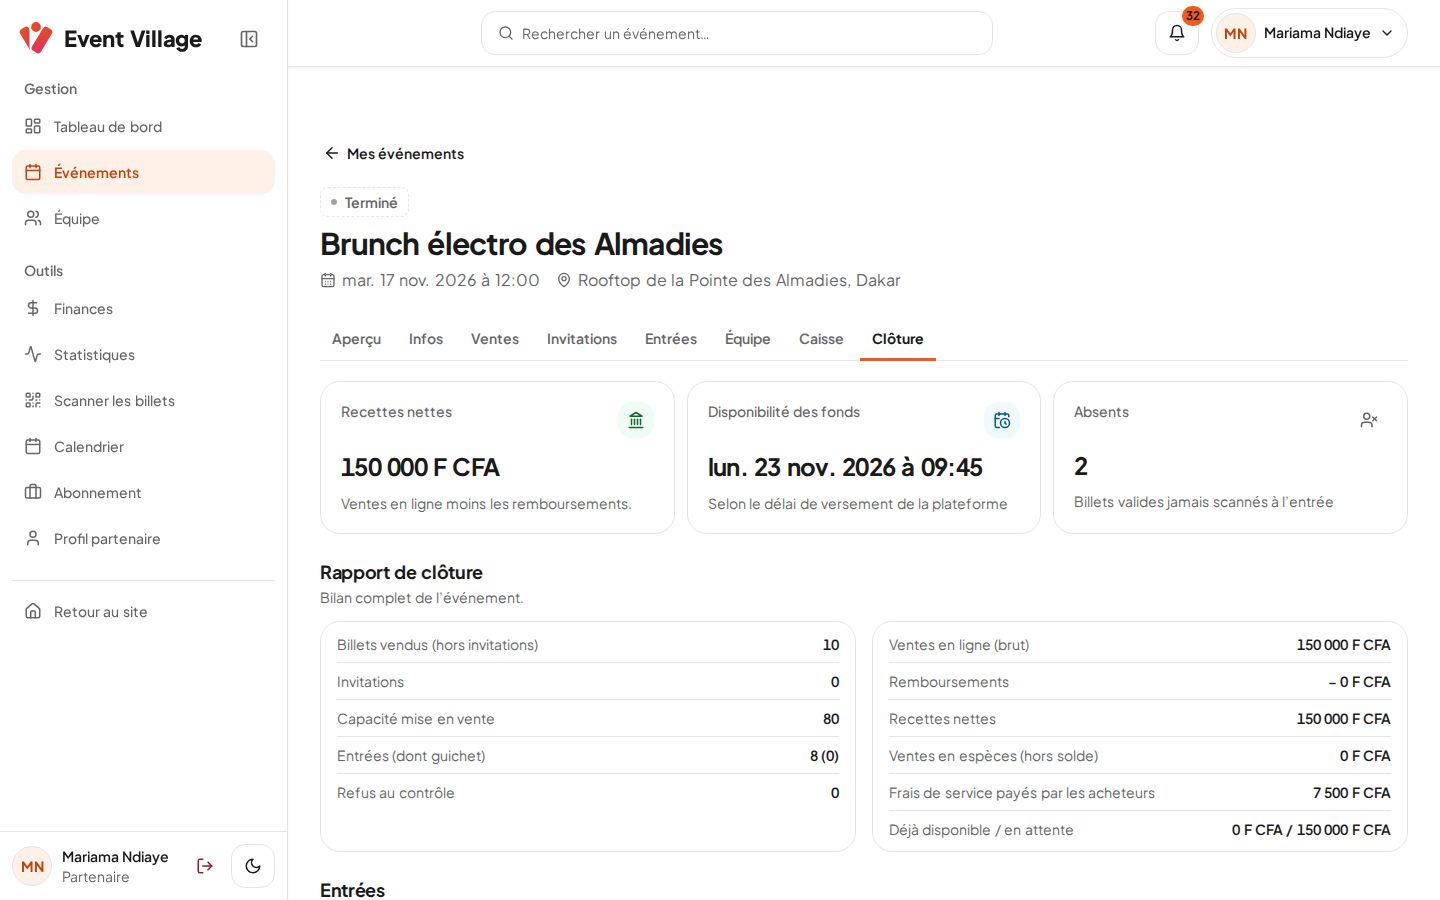 Event Village
Rechercher un événement…
32
MN
Mariama Ndiaye
Gestion
Tableau de bord
Événements
Équipe
Outils
Finances
Statistiques
Scanner les billets
Calendrier
Abonnement
Profil partenaire
Retour au site
MN
Mariama Ndiaye
Partenaire
Mes événements
Terminé
Brunch électro des Almadies
mar. 17 nov. 2026 à 12:00 Rooftop de la Pointe des Almadies, Dakar
Aperçu Infos Ventes Invitations Entrées Équipe Caisse Clôture
Recettes nettes
150 000 F CFA
Ventes en ligne moins les remboursements.
Disponibilité des fonds
lun. 23 nov. 2026 à 09:45
Selon le délai de versement de la plateforme
Absents
2
Billets valides jamais scannés à l’entrée
Rapport de clôture
Bilan complet de l’événement.
Billets vendus (hors invitations) 10
Invitations 0
Capacité mise en vente 80
Entrées (dont guichet) 8 (0)
Refus au contrôle 0
Ventes en ligne (brut) 150 000 F CFA
Remboursements – 0 F CFA
Recettes nettes 150 000 F CFA
Ventes en espèces (hors solde) 0 F CFA
Frais de service payés par les acheteurs 7 500 F CFA
Déjà disponible / en attente 0 F CFA / 150 000 F CFA
Entrées